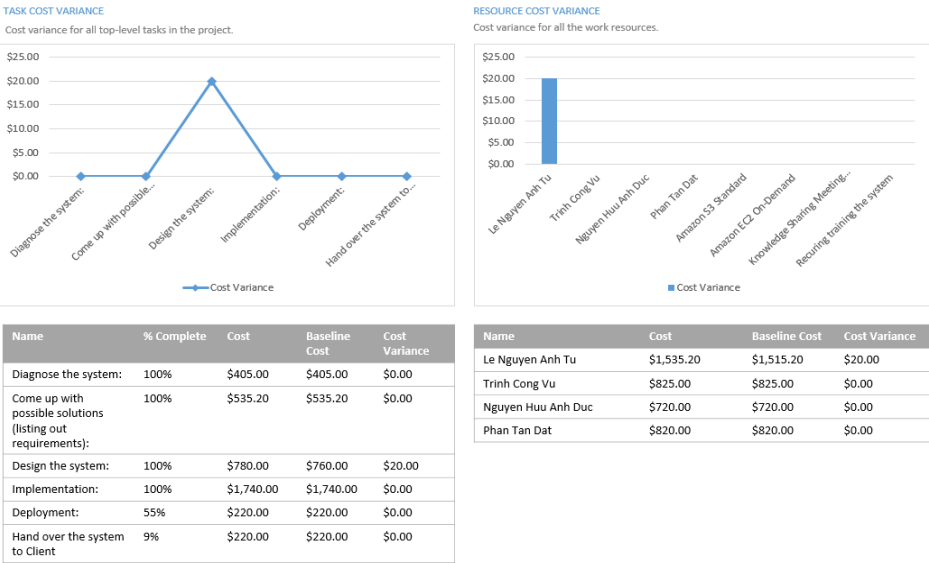 TASK COST VARIANCE
Cost variance for all top-level tasks in the project.
$25.00
$20.00
$15.00
$10.00
$5.00
$0.00
Diagnose the system:
Come up with possible...
Design the system:
Implementation:
Deployment:
Hand over the system to...
Cost Variance
Name % Complete Cost Baseline Cost Cost Variance
Diagnose the system: 100% $405.00 $405.00 $0.00
Come up with possible solutions (listing out requirements): 100% $535.20 $535.20 $0.00
Design the system: 100% $780.00 $760.00 $20.00
Implementation: 100% $1,740.00 $1,740.00 $0.00
Deployment: 55% $220.00 $220.00 $0.00
Hand over the system to Client 9% $220.00 $220.00 $0.00
RESOURCE COST VARIANCE
Cost variance for all the work resources.
$25.00
$20.00
$15.00
$10.00
$5.00
$0.00
Le Nguyen Anh Tu
Trinh Cong Vu
Nguyen Huu Anh Duc
Phan Tan Dat
Amazon S3 Standard
Amazon EC2 On-Demand
Knowledge Sharing Meeting...
Recuring training the system
Cost Variance
Name Cost Baseline Cost Cost Variance
Le Nguyen Anh Tu $1,535.20 $1,515.20 $20.00
Trinh Cong Vu $825.00 $825.00 $0.00
Nguyen Huu Anh Duc $720.00 $720.00 $0.00
Phan Tan Dat $820.00 $820.00 $0.00